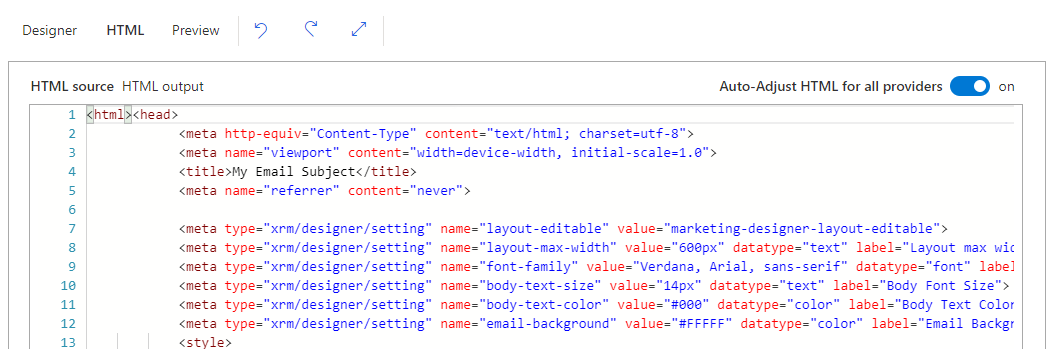 Designer HTML Preview
HTML source HTML output Auto-Adjust HTML for all providers on
1 <html><head>
2 <meta http-equiv="Content-Type" content="text/html; charset=utf-8">
3 <meta name="viewport" content="width=device-width, initial-scale=1.0">
4 <title>My Email Subject</title>
5 <meta name="referrer" content="never">
6
7 <meta type="xrm/designer/setting" name="layout-editable" value="marketing-designer-layout-editable">
8 <meta type="xrm/designer/setting" name="layout-max-width" value="600px" datatype="text" label="Layout max wid
9 <meta type="xrm/designer/setting" name="font-family" value="Verdana, Arial, sans-serif" datatype="font" label
10 <meta type="xrm/designer/setting" name="body-text-size" value="14px" datatype="text" label="Body Font Size">
11 <meta type="xrm/designer/setting" name="body-text-color" value="#000" datatype="color" label="Body Text Color
12 <meta type="xrm/designer/setting" name="email-background" value="#FFFFF" datatype="color" label="Email Backgr
13 <style>